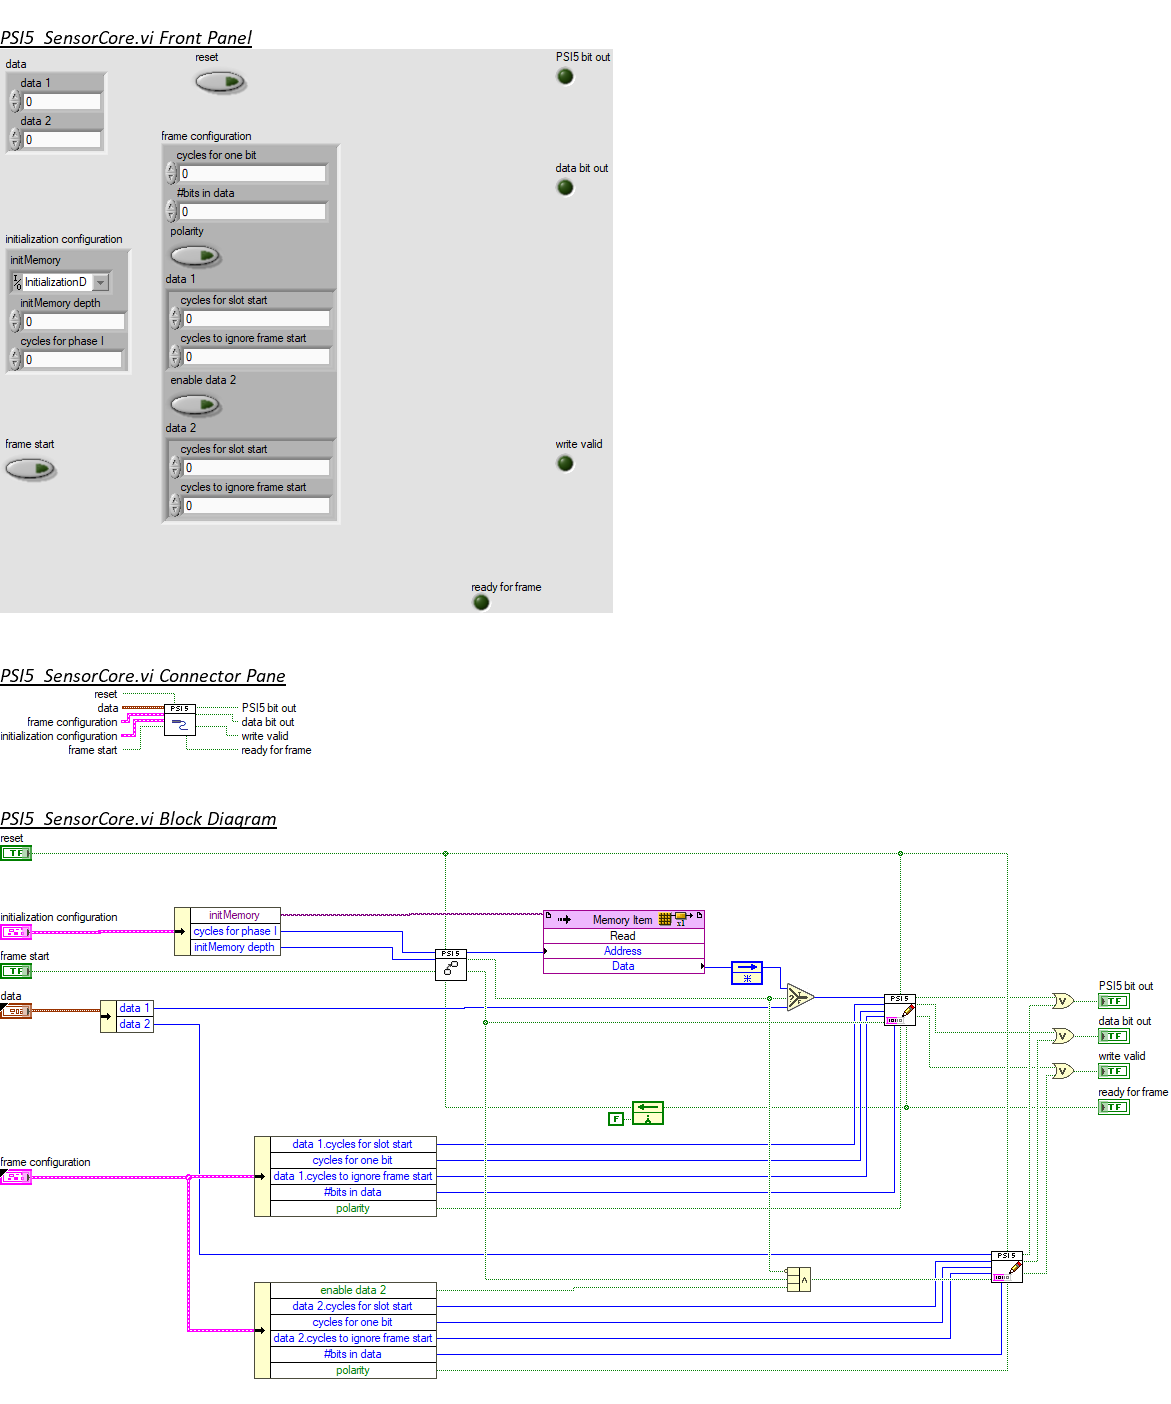 PSI5_SensorCore.vi Front Panel
data
data 1
0
data 2
0
reset
PSI5 bit out
frame configuration
cycles for one bit
0
#bits in data
0
polarity
data 1
cycles for slot start
0
cycles to ignore frame start
0
enable data 2
data 2
cycles for slot start
0
cycles to ignore frame start
0
data bit out
initialization configuration
initMemory
InitializationD
initMemory depth
0
cycles for phase I
0
frame start
write valid
ready for frame
PSI5_SensorCore.vi Connector Pane
reset
data
frame configuration
initialization configuration
frame start
PSI5
PSI5 bit out
data bit out
write valid
ready for frame
PSI5_SensorCore.vi Block Diagram
reset
TF
initialization configuration
initMemory
cycles for phase I
initMemory depth
frame start
TF
data
data 1
data 2
PSI5
Memory Item
x1
Read
Address
Data
PSI5
PSI5 bit out
TF
data bit out
TF
write valid
TF
ready for frame
TF
F
frame configuration
data 1.cycles for slot start
cycles for one bit
data 1.cycles to ignore frame start
#bits in data
polarity
PSI5
enable data 2
data 2.cycles for slot start
cycles for one bit
data 2.cycles to ignore frame start
#bits in data
polarity